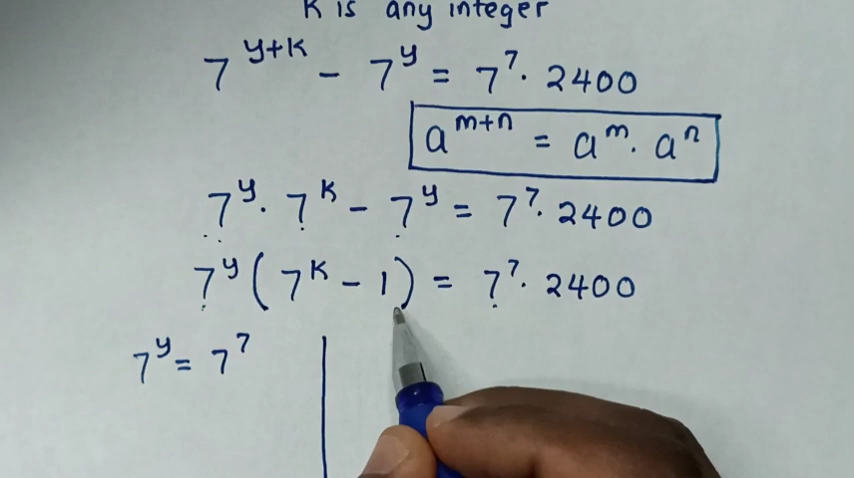 K is any integer
7^{y+k} - 7^y = 7^7 · 2400
a^{m+n} = a^m · a^n
7^y · 7^k - 7^y = 7^7 · 2400
7^y (7^k - 1) = 7^7 · 2400
7^y = 7^7